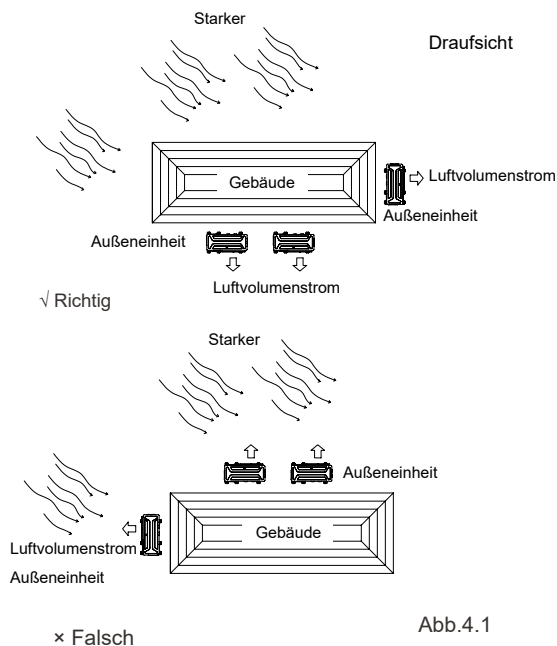 Starker
Draufsicht
Gebäude
Luftvolumenstrom
Außeneinheit
Außeneinheit
Luftvolumenstrom
√ Richtig
Starker
Außeneinheit
Gebäude
Luftvolumenstrom
Außeneinheit
Abb.4.1
× Falsch